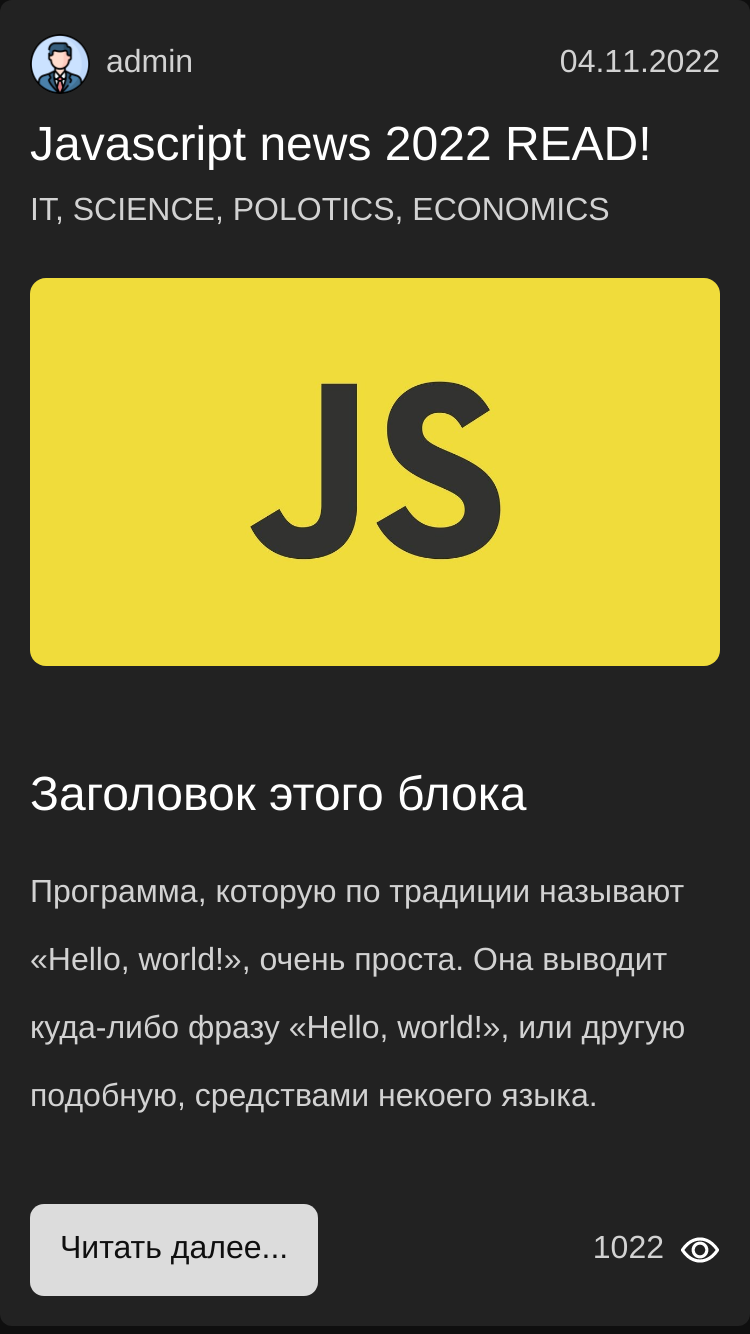 admin 04.11.2022
Javascript news 2022 READ!
IT, SCIENCE, POLOTICS, ECONOMICS
JS
Заголовок этого блока
Программа, которую по традиции называют
«Hello, world!», очень проста. Она выводит
куда-либо фразу «Hello, world!», или другую
подобную, средствами некоего языка.
Читать далее... 1022